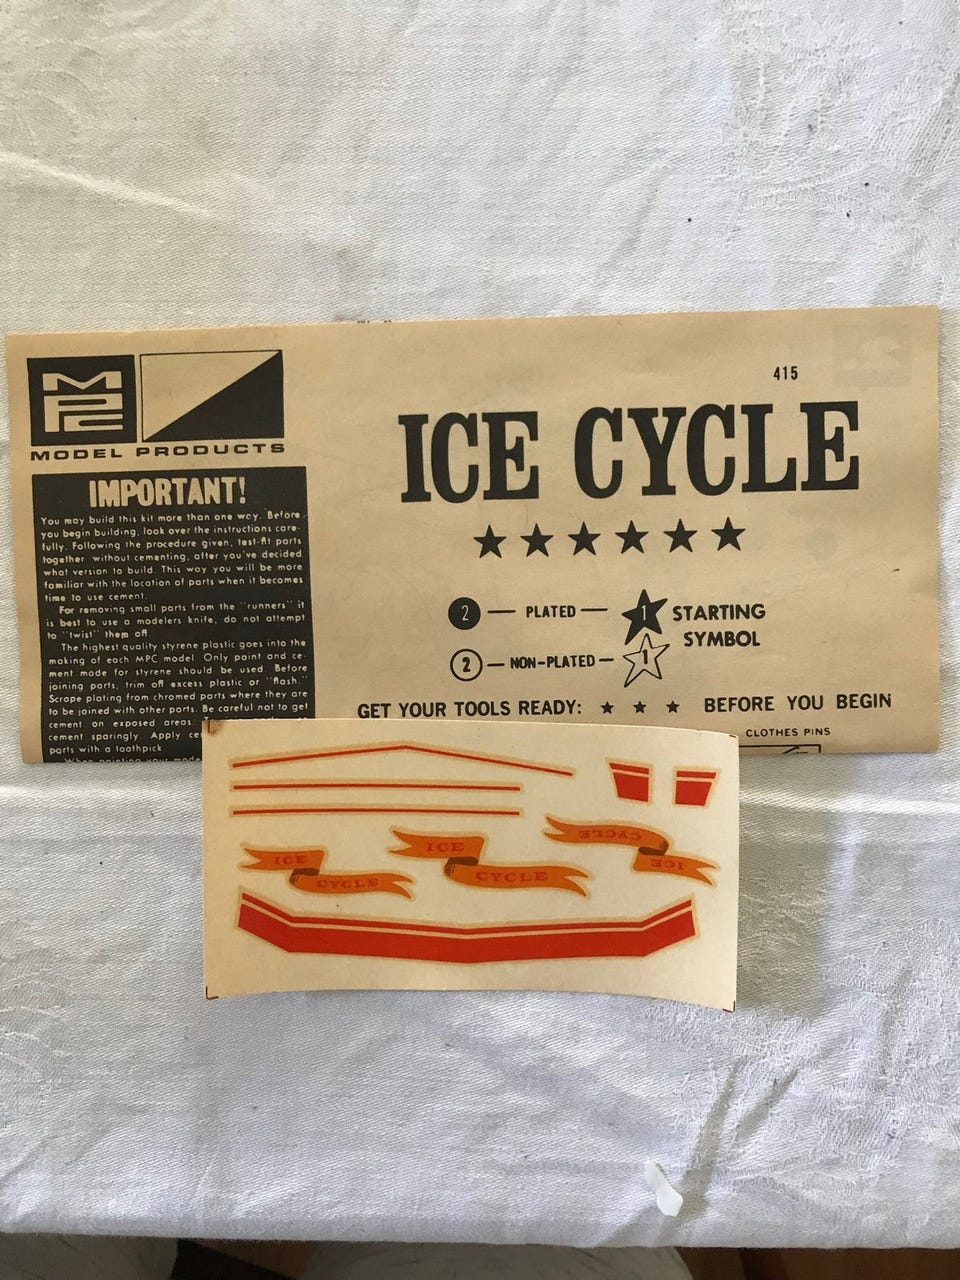 MPC
MODEL PRODUCTS
IMPORTANT!
You may build this kit more than one way. Before
you begin building, look over the instructions care-
fully. Following the procedure given, test-fit parts
together without cementing, after you've decided
what version to build. This way you will be more
familiar with the location of parts when it becomes
time to use cement.
For removing small parts from the "runners" it
is best to use a modelers knife, do not attempt
to "twist" them off.
The highest quality styrene plastic goes into the
making of each MPC model. Only paint and ce-
ment made for styrene should be used. Before
joining parts, trim off excess plastic or "flash."
Scrape plating from chromed parts where they are
to be joined with other parts. Be careful not to get
cement on exposed areas.
cement sparingly. Apply
parts with a toothpick
When painting your
415
ICE CYCLE
2 — PLATED — 1 STARTING
SYMBOL
2 — NON-PLATED — 1
GET YOUR TOOLS READY: ★ ★ ★ BEFORE YOU BEGIN
CLOTHES PINS
ICE
CYCLE
ICE
CYCLE
ICE
CYCLE